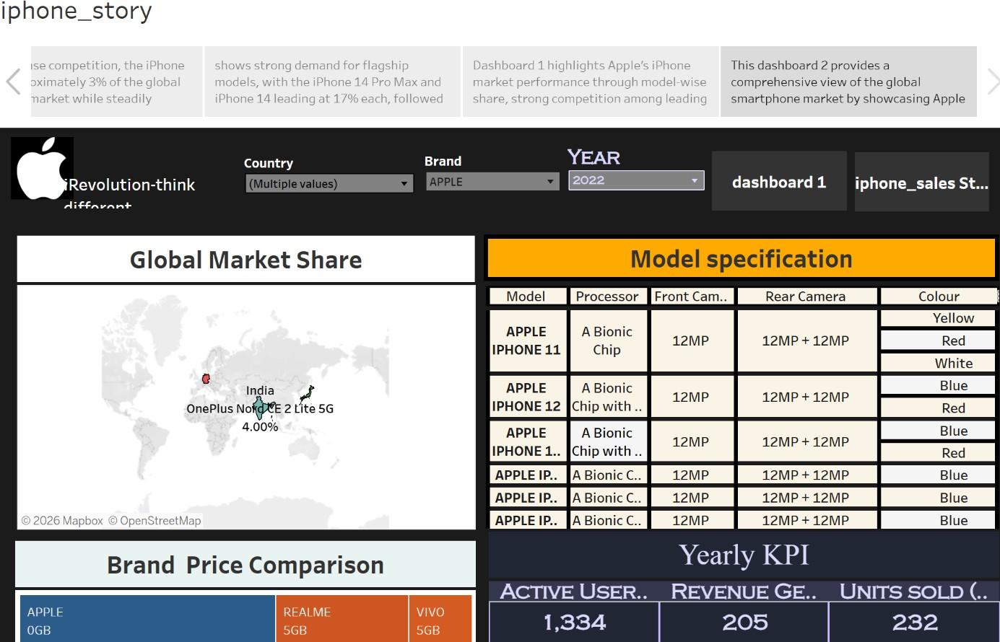 iphone_story
se competition, the iPhone
oximately 3% of the global
market while steadily
shows strong demand for flagship
models, with the iPhone 14 Pro Max and
iPhone 14 leading at 17% each, followed
Dashboard 1 highlights Apple's iPhone
market performance through model-wise
share, strong competition among leading
This dashboard 2 provides a
comprehensive view of the global
smartphone market by showcasing Apple
iRevolution-think
different
Country
(Multiple values)
Brand
APPLE
YEAR
2022
dashboard 1
iphone_sales St...
Global Market Share
India
OnePlus Nord CE 2 Lite 5G
4.00%
© 2026 Mapbox © OpenStreetMap
Model specification
Model Processor Front Cam.. Rear Camera Colour
APPLE IPHONE 11 A Bionic Chip 12MP 12MP + 12MP Yellow
Red
White
APPLE IPHONE 12 A Bionic Chip with .. 12MP 12MP + 12MP Blue
Red
APPLE IPHONE 1.. A Bionic Chip with .. 12MP 12MP + 12MP Blue
Red
APPLE IP.. A Bionic C.. 12MP 12MP + 12MP Blue
APPLE IP.. A Bionic C.. 12MP 12MP + 12MP Blue
APPLE IP.. A Bionic C.. 12MP 12MP + 12MP Blue
Brand Price Comparison
APPLE
0GB
REALME
5GB
VIVO
5GB
Yearly KPI
ACTIVE USER.. REVENUE GE.. UNITS SOLD (..
1,334 205 232